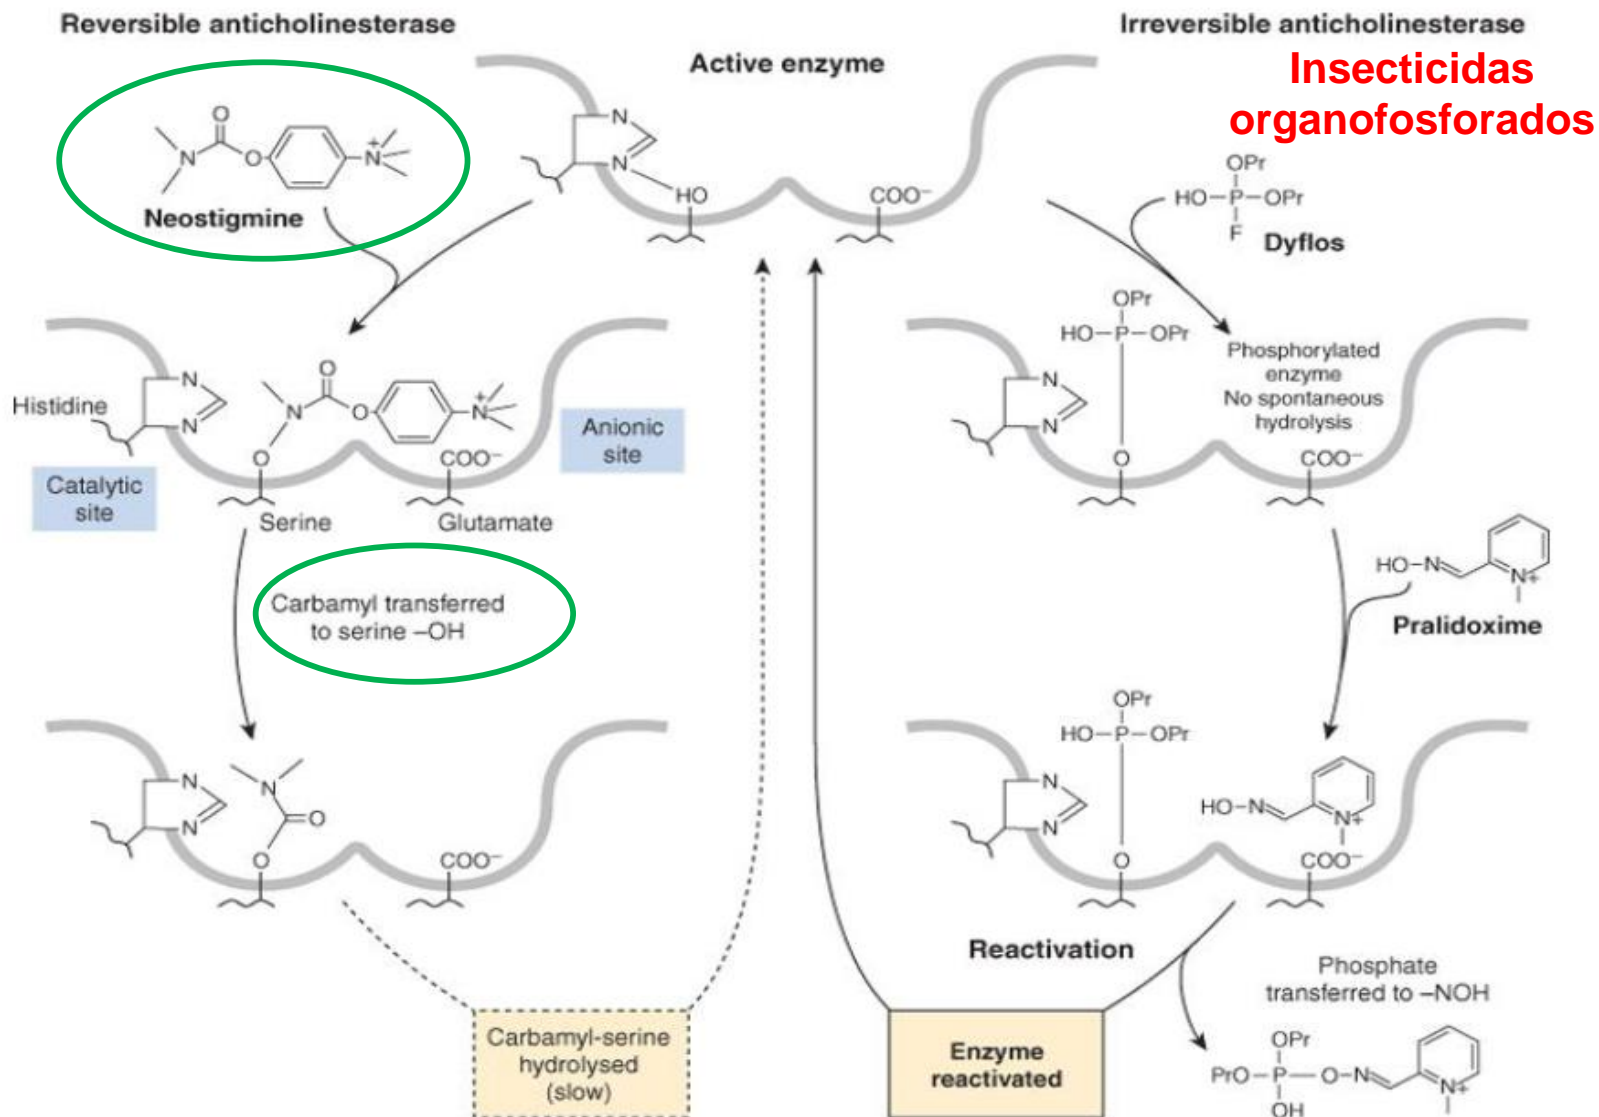 Reversible anticholinesterase
Active enzyme
Irreversible anticholinesterase
Insecticidas
organofosforados
O
N
O
N+
Neostigmine
N
N
HO
COO−
OPr
HO−P−OPr
F
Dyflos
Histidine
N
N
O
N
O
N+
O
COO−
Catalytic
site
Anionic
site
Serine
Glutamate
OPr
HO−P−OPr
Phosphorylated
enzyme
No spontaneous
hydrolysis
N
N
O
COO−
Carbamyl transferred
to serine –OH
HO−N
N+
Pralidoxime
N
N
N
O
O
COO−
OPr
HO−P−OPr
N
N
O
HO−N
N+
COO−
Reactivation
Carbamyl-serine
hydrolysed
(slow)
Enzyme
reactivated
Phosphate
transferred to –NOH
OPr
PrO−P−O−N
OH
N+